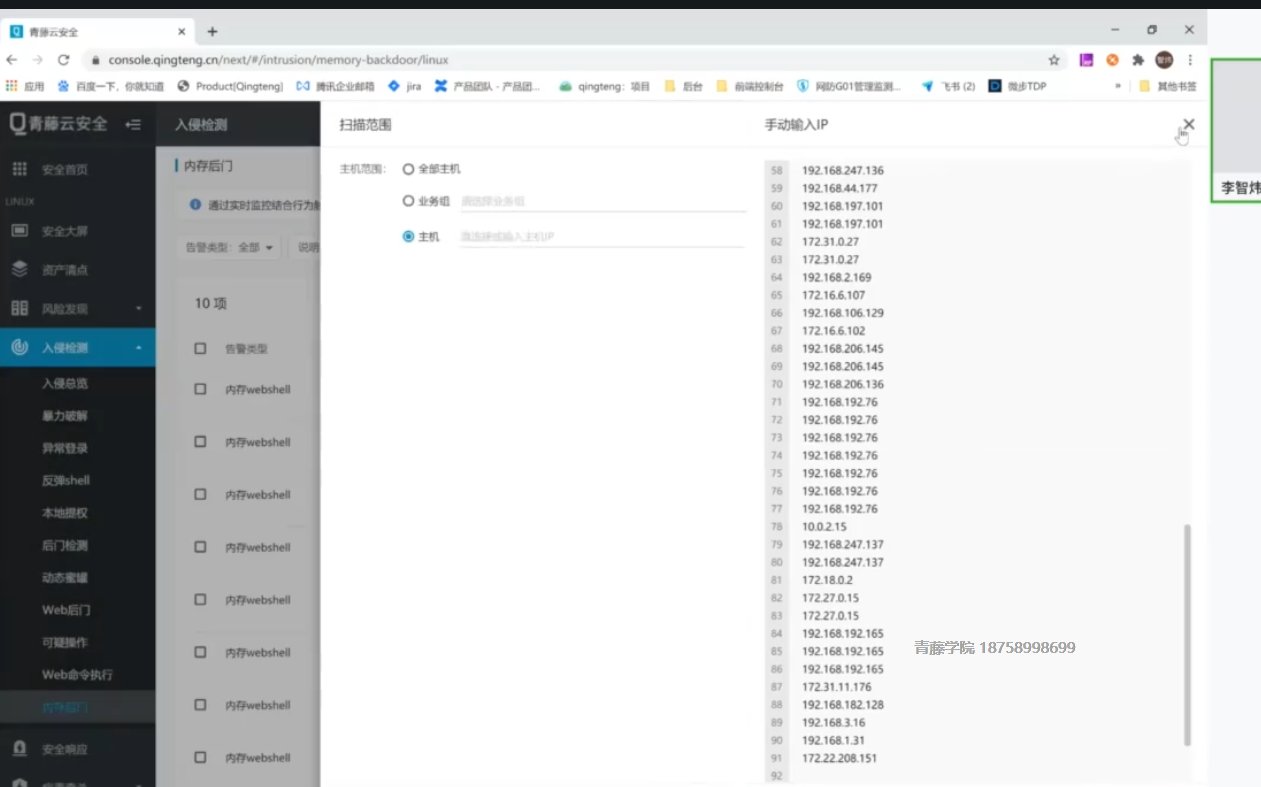 青藤云安全
console.qingteng.cn/next/#/intrusion/memory-backdoor/linux
应用 百度一下，你就知道 Product[Qingteng] 腾讯企业邮箱 jira 产品团队 - 产品团... qingteng：项目 后台 前端控制台 网防G01管理监测... 飞书 (2) 微步TDP » 其他书签
青藤云安全
入侵检测
扫描范围
手动输入IP
安全首页
LINUX
安全大屏
资产清点
风险发现
入侵检测
入侵总览
暴力破解
异常登录
反弹shell
本地提权
后门检测
动态蜜罐
Web后门
可疑操作
Web命令执行
内存后门
安全响应
内存后门
通过实时监控结合行为
告警类型：全部
说明
10 项
告警类型
内存webshell
内存webshell
内存webshell
内存webshell
内存webshell
内存webshell
内存webshell
内存webshell
主机范围：
全部主机
业务组 请选择业务组
主机
58 192.168.247.136
59 192.168.44.177
60 192.168.197.101
61 192.168.197.101
62 172.31.0.27
63 172.31.0.27
64 192.168.2.169
65 172.16.6.107
66 192.168.106.129
67 172.16.6.102
68 192.168.206.145
69 192.168.206.145
70 192.168.206.136
71 192.168.192.76
72 192.168.192.76
73 192.168.192.76
74 192.168.192.76
75 192.168.192.76
76 192.168.192.76
77 192.168.192.76
78 10.0.2.15
79 192.168.247.137
80 192.168.247.137
81 172.18.0.2
82 172.27.0.15
83 172.27.0.15
84 192.168.192.165
85 192.168.192.165
86 192.168.192.165
87 172.31.11.176
88 192.168.182.128
89 192.168.3.16
90 192.168.1.31
91 172.22.208.151
92
青藤学院 18758998699
李智炜